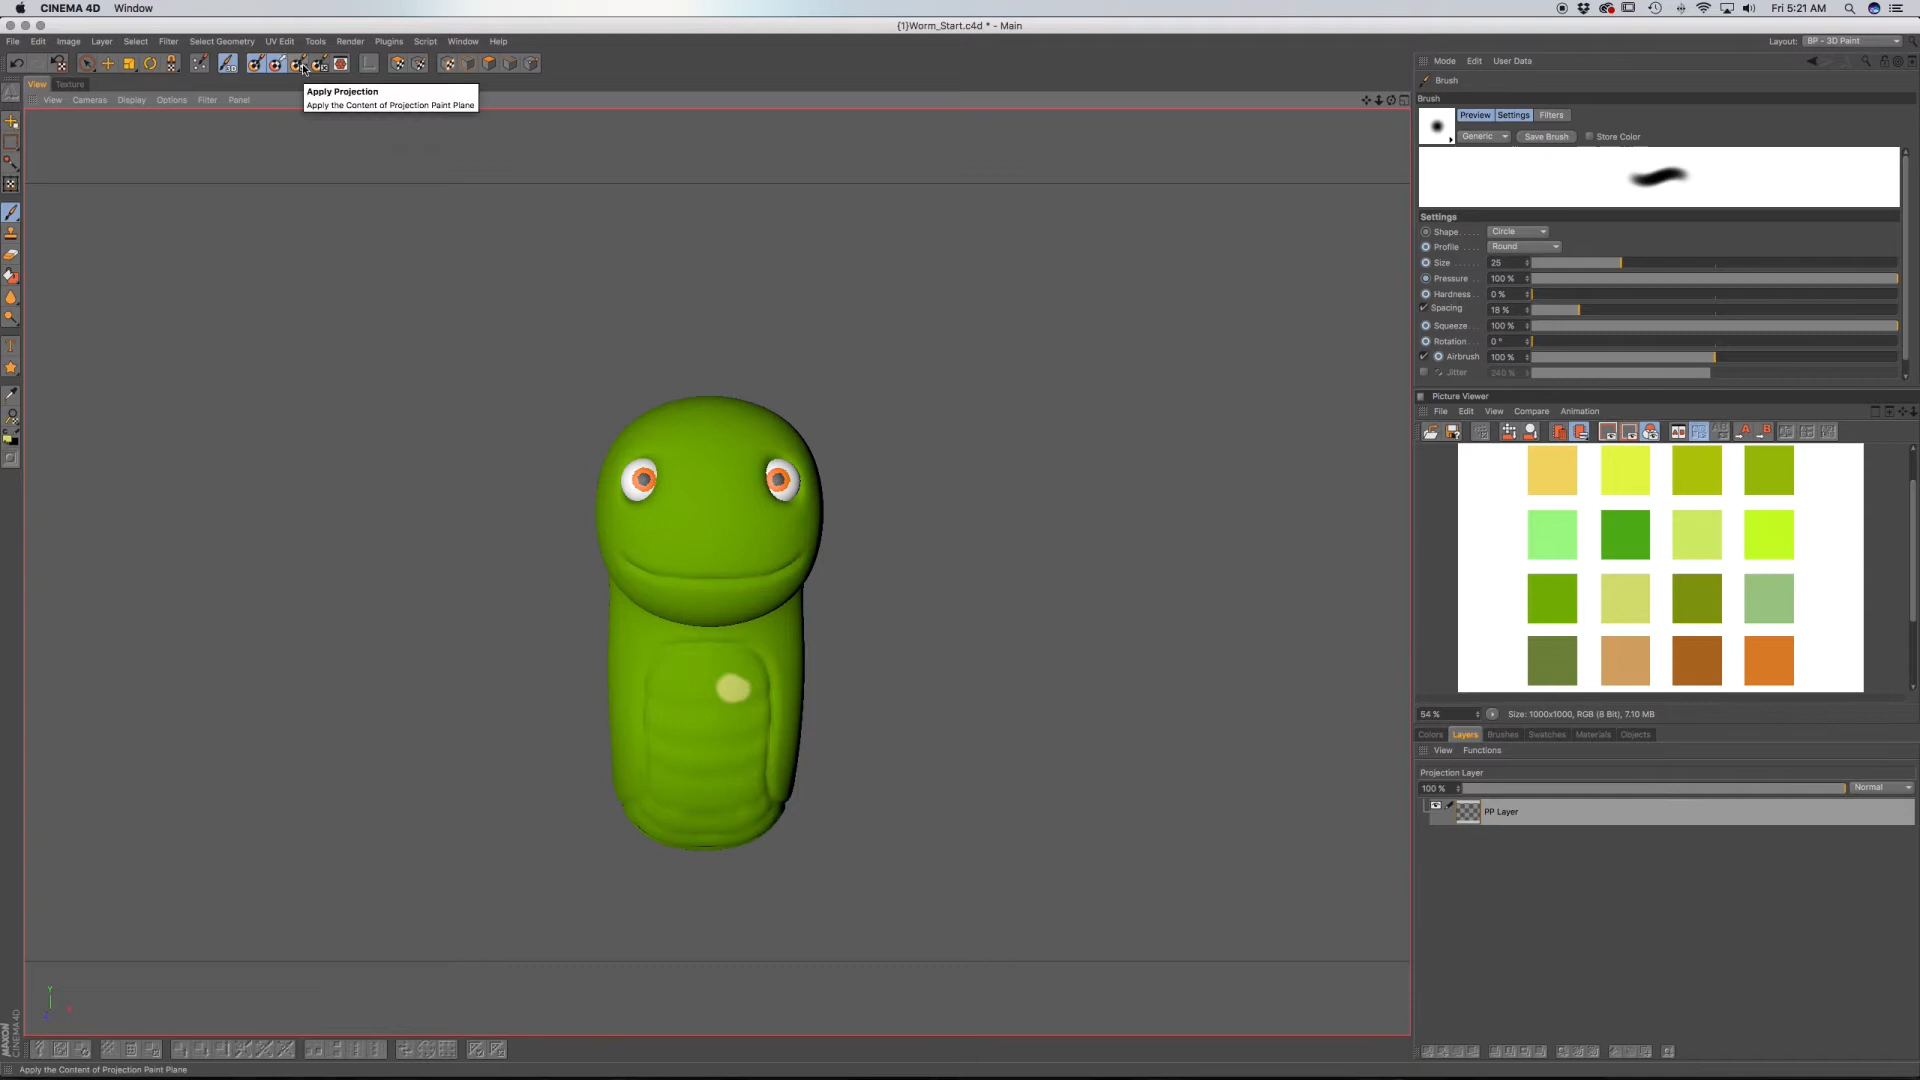 CINEMA 4D Window
Fri 5:21 AM
{1}Worm_Start.c4d * - Main
File Edit Image Layer Select Filter Select Geometry UV Edit Tools Render Plugins Script Window Help
Layout: BP - 3D Paint
Mode Edit User Data
View Texture
Brush
Apply Projection
Apply the Content of Projection Paint Plane
View Cameras Display Options Filter Panel
Brush
Preview Settings Filters
Generic Save Brush Store Color
Settings
Shape..... Circle
Profile.... Round
Size...... 25
Pressure 100 %
Hardness.. 0 %
Spacing 18 %
Squeeze... 100 %
Rotation.. 0 °
Airbrush 100 %
Jitter 240 %
Picture Viewer
File Edit View Compare Animation
54 % Size: 1000x1000, RGB (8 Bit), 7.10 MB
Colors Layers Brushes Swatches Materials Objects
View Functions
Projection Layer
100 % Normal
PP Layer
Y
X
Z
MAXON
CINEMA4D
Apply the Content of Projection Paint Plane